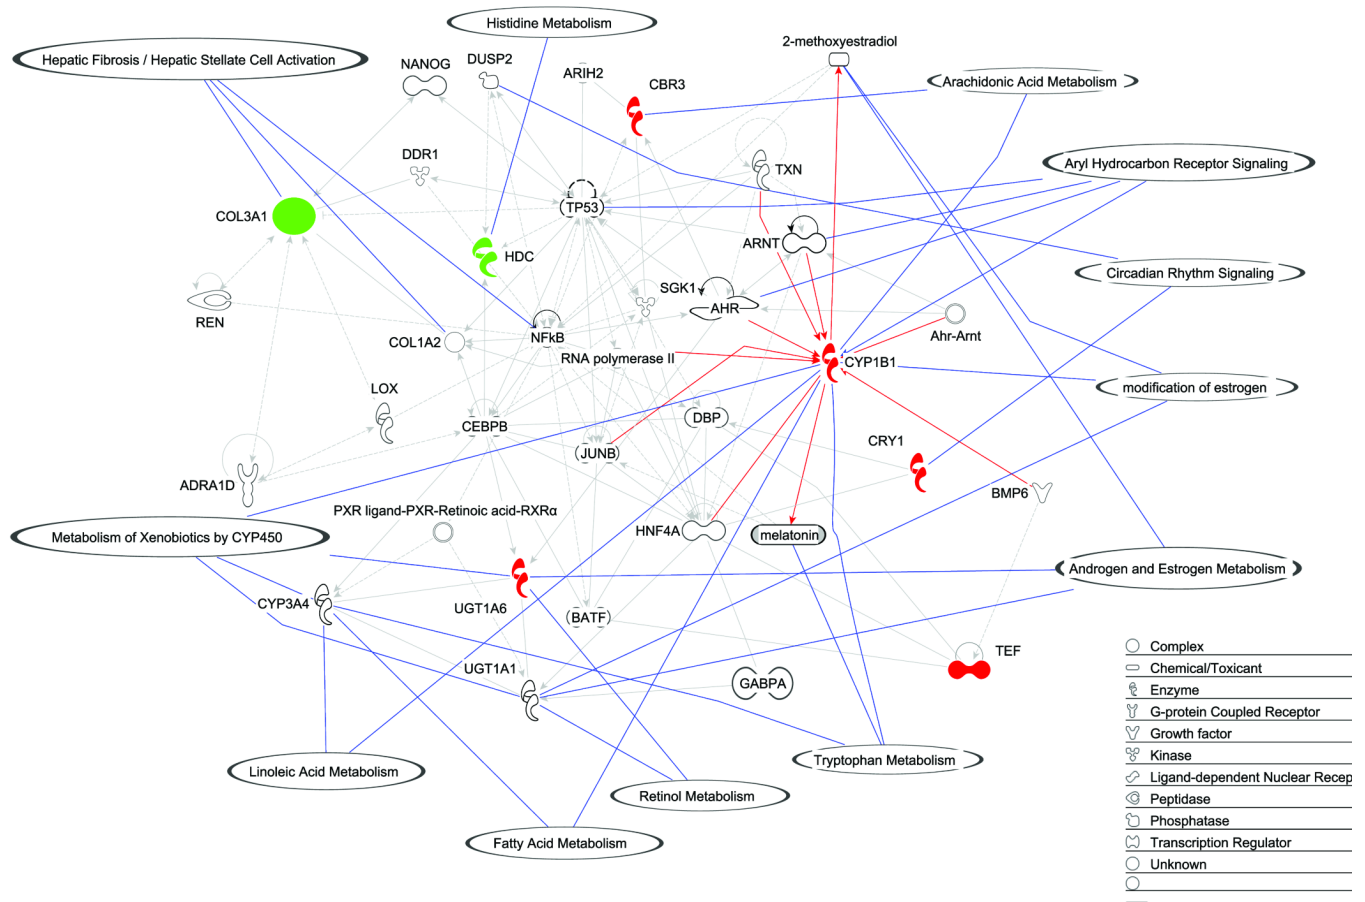 Histidine Metabolism
2-methoxyestradiol
Hepatic Fibrosis / Hepatic Stellate Cell Activation
NANOG
DUSP2
ARIH2
CBR3
Arachidonic Acid Metabolism
DDR1
TXN
Aryl Hydrocarbon Receptor Signaling
COL3A1
TP53
HDC
ARNT
Circadian Rhythm Signaling
SGK1
AHR
REN
COL1A2
NFkB
Ahr-Arnt
RNA polymerase II
CYP1B1
LOX
modification of estrogen
CEBPB
DBP
JUNB
CRY1
ADRA1D
BMP6
PXR ligand-PXR-Retinoic acid-RXRα
Metabolism of Xenobiotics by CYP450
HNF4A
melatonin
Androgen and Estrogen Metabolism
CYP3A4
UGT1A6
BATF
TEF
UGT1A1
GABPA
Linoleic Acid Metabolism
Tryptophan Metabolism
Retinol Metabolism
Fatty Acid Metabolism
Complex
Chemical/Toxicant
Enzyme
G-protein Coupled Receptor
Growth factor
Kinase
Ligand-dependent Nuclear Recep
Peptidase
Phosphatase
Transcription Regulator
Unknown